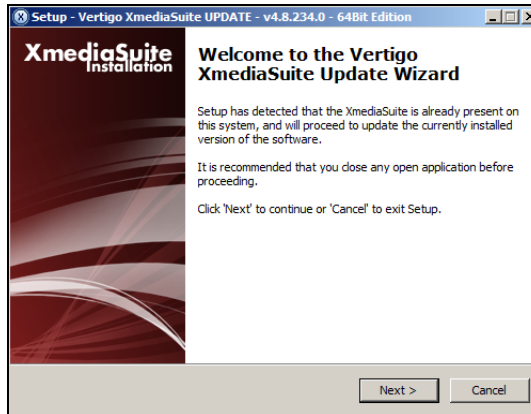 Setup - Vertigo XmediaSuite UPDATE - v4.8.234.0 - 64Bit Edition
XmediaSuite
Installation
Welcome to the Vertigo
XmediaSuite Update Wizard
Setup has detected that the XmediaSuite is already present on
this system, and will proceed to update the currently installed
version of the software.
It is recommended that you close any open application before
proceeding.
Click 'Next' to continue or 'Cancel' to exit Setup.
Next >
Cancel